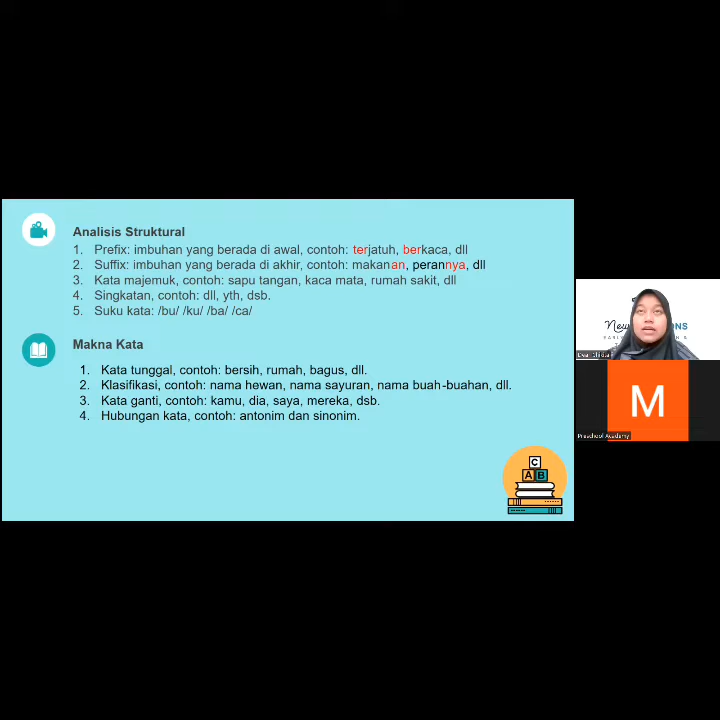 Analisis Struktural
1. Prefix: imbuhan yang berada di awal, contoh: terjatuh, berkaca, dll
2. Suffix: imbuhan yang berada di akhir, contoh: makanan, perannya, dll
3. Kata majemuk, contoh: sapu tangan, kaca mata, rumah sakit, dll
4. Singkatan, contoh: dll, yth, dsb.
5. Suku kata: /bu/ /ku/ /ba/ /ca/
Makna Kata
1. Kata tunggal, contoh: bersih, rumah, bagus, dll.
2. Klasifikasi, contoh: nama hewan, nama sayuran, nama buah-buahan, dll.
3. Kata ganti, contoh: kamu, dia, saya, mereka, dsb.
4. Hubungan kata, contoh: antonim dan sinonim.
C
A B
New
M
Preschool Academy